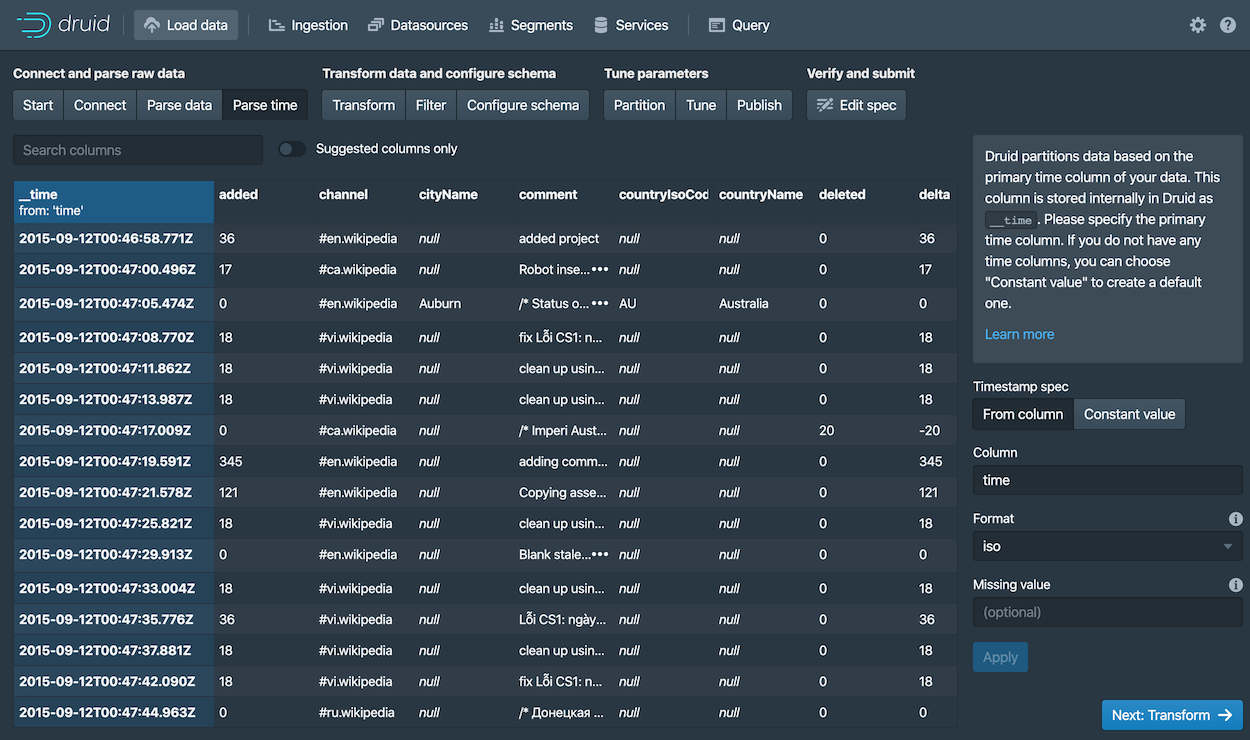 druid Load data Ingestion Datasources Segments Services Query
Connect and parse raw data Transform data and configure schema Tune parameters Verify and submit
Start Connect Parse data Parse time Transform Filter Configure schema Partition Tune Publish Edit spec
Search columns Suggested columns only
__time added channel cityName comment countryIsoCod countryName deleted delta
from: 'time'
2015-09-12T00:46:58.771Z 36 #en.wikipedia null added project null null 0 36
2015-09-12T00:47:00.496Z 17 #ca.wikipedia null Robot inse...••• null null 0 17
2015-09-12T00:47:05.474Z 0 #en.wikipedia Auburn /* Status o...••• AU Australia 0 0
2015-09-12T00:47:08.770Z 18 #vi.wikipedia null fix Lỗi CS1: n... null null 0 18
2015-09-12T00:47:11.862Z 18 #vi.wikipedia null clean up usin... null null 0 18
2015-09-12T00:47:13.987Z 18 #vi.wikipedia null clean up usin... null null 0 18
2015-09-12T00:47:17.009Z 0 #ca.wikipedia null /* Imperi Aust... null null 20 -20
2015-09-12T00:47:19.591Z 345 #en.wikipedia null adding comm... null null 0 345
2015-09-12T00:47:21.578Z 121 #en.wikipedia null Copying asse... null null 0 121
2015-09-12T00:47:25.821Z 18 #vi.wikipedia null clean up usin... null null 0 18
2015-09-12T00:47:29.913Z 0 #en.wikipedia null Blank stale...••• null null 0 0
2015-09-12T00:47:33.004Z 18 #vi.wikipedia null clean up usin... null null 0 18
2015-09-12T00:47:35.776Z 36 #vi.wikipedia null Lỗi CS1: ngày... null null 0 36
2015-09-12T00:47:37.881Z 18 #vi.wikipedia null clean up usin... null null 0 18
2015-09-12T00:47:42.090Z 18 #vi.wikipedia null fix Lỗi CS1: n... null null 0 18
2015-09-12T00:47:44.963Z 0 #ru.wikipedia null /* Донецкая ... null null 0 0
Druid partitions data based on the
primary time column of your data. This
column is stored internally in Druid as
__time. Please specify the primary
time column. If you do not have any
time columns, you can choose
"Constant value" to create a default
one.
Learn more
Timestamp spec
From column Constant value
Column
time
Format
iso
Missing value
(optional)
Apply
Next: Transform